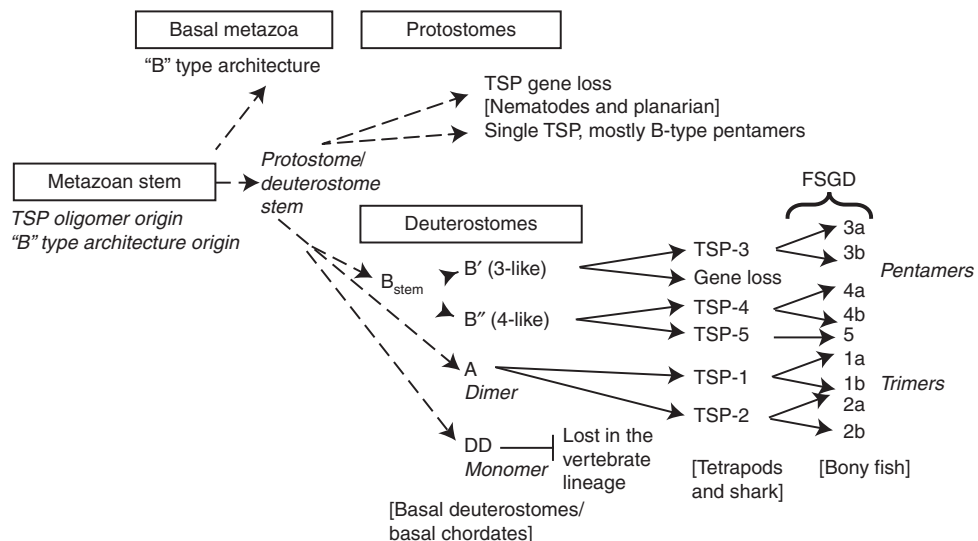 Basal metazoa
"B" type architecture
Protostomes
TSP gene loss
[Nematodes and planarian]
Single TSP, mostly B-type pentamers
Metazoan stem
TSP oligomer origin
"B" type architecture origin
Protostome/
deuterostome
stem
Deuterostomes
FSGD
B stem
B′ (3-like)
B″ (4-like)
TSP-3
Gene loss
TSP-4
TSP-5
3a
3b
4a
4b
5
Pentamers
A
Dimer
TSP-1
TSP-2
1a
1b
2a
2b
Trimers
DD
Monomer
Lost in the
vertebrate
lineage
[Basal deuterostomes/
basal chordates]
[Tetrapods
and shark]
[Bony fish]